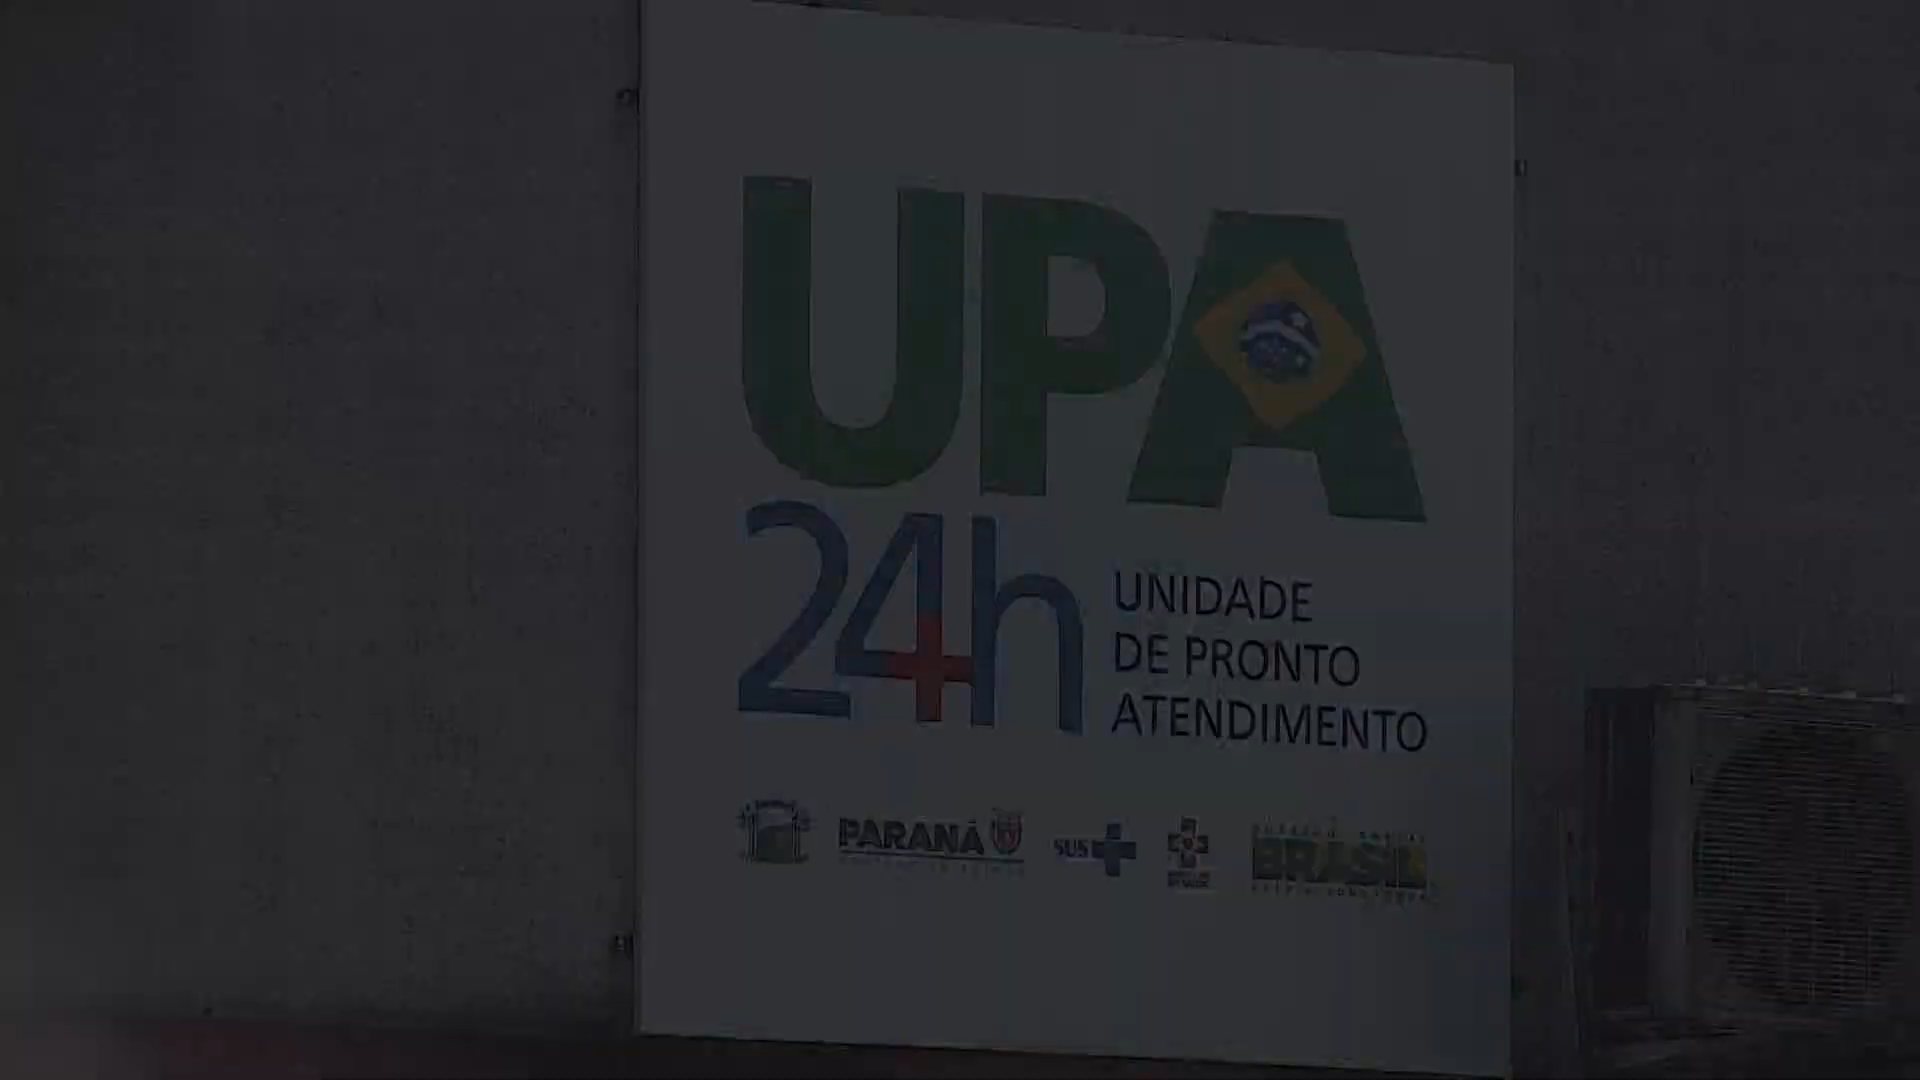 UPA
24h
UNIDADE
DE PRONTO
ATENDIMENTO
PARANÁ
SUS
BRASIL